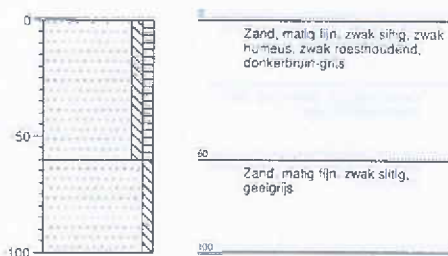 0
Zand, matig fijn, zwak siltig, zwak
humeus, zwak roesthoudend,
donkerbruin-grijs
-50
60
Zand, matig fijn, zwak siltig,
geelgrijs
-100
100